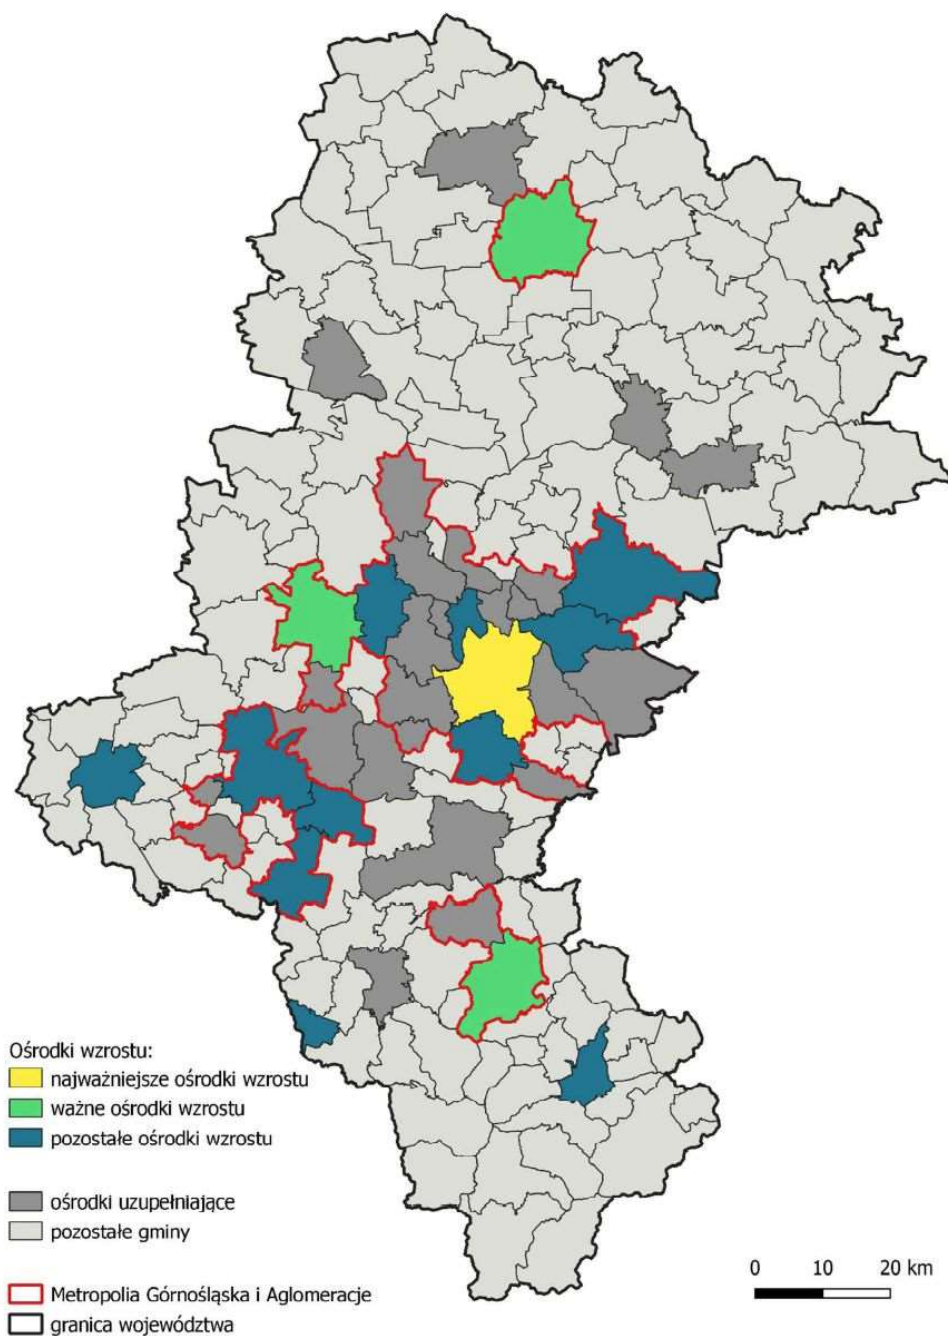 Ośrodki wzrostu:
najważniejsze ośrodki wzrostu
ważne ośrodki wzrostu
pozostałe ośrodki wzrostu
ośrodki uzupełniające
pozostałe gminy
Metropolia Górnośląska i Aglomeracje
granica województwa
0 10 20 km